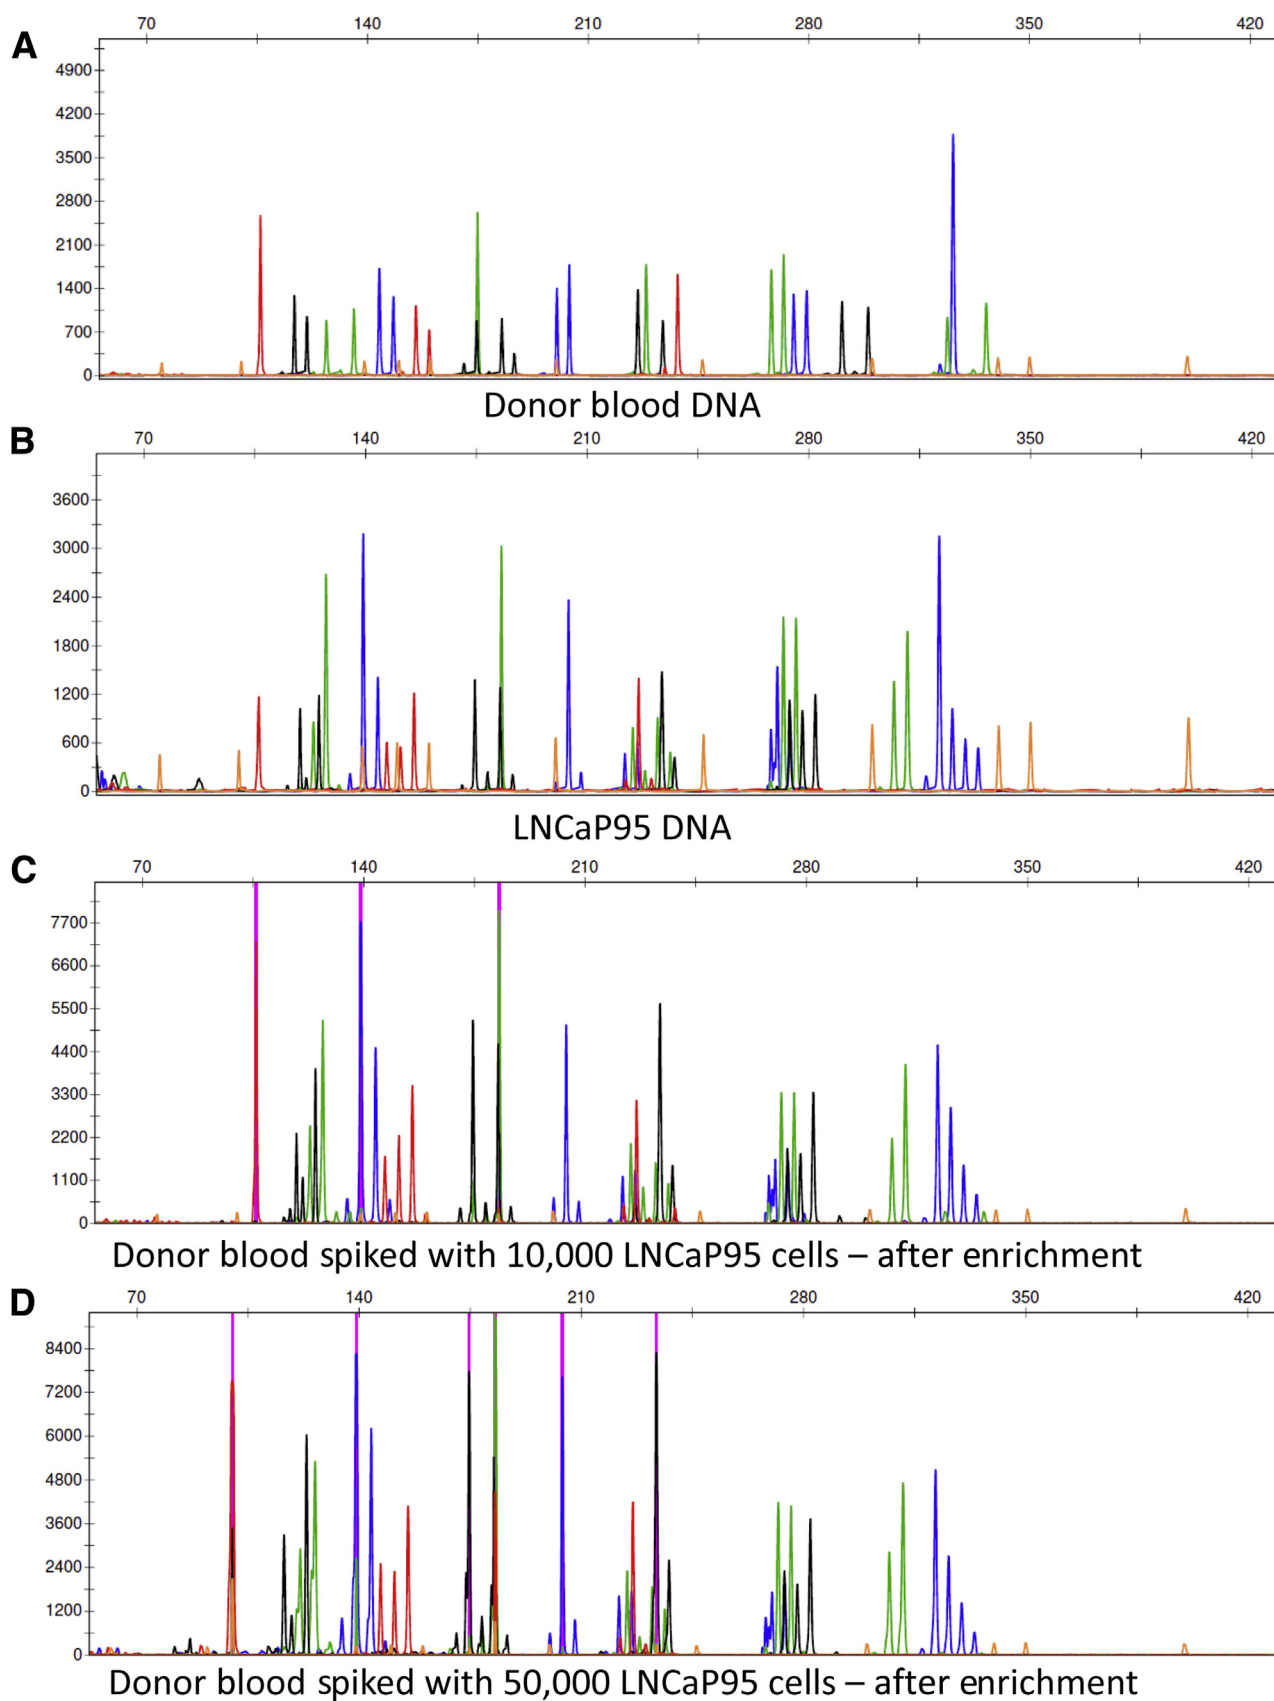 A
70 140 210 280 350 420
4900
4200
3500
2800
2100
1400
700
0
Donor blood DNA
B
70 140 210 280 350 420
3600
3000
2400
1800
1200
600
0
LNCaP95 DNA
C
70 140 210 280 350 420
7700
6600
5500
4400
3300
2200
1100
0
Donor blood spiked with 10,000 LNCaP95 cells – after enrichment
D
70 140 210 280 350 420
8400
7200
6000
4800
3600
2400
1200
0
Donor blood spiked with 50,000 LNCaP95 cells – after enrichment